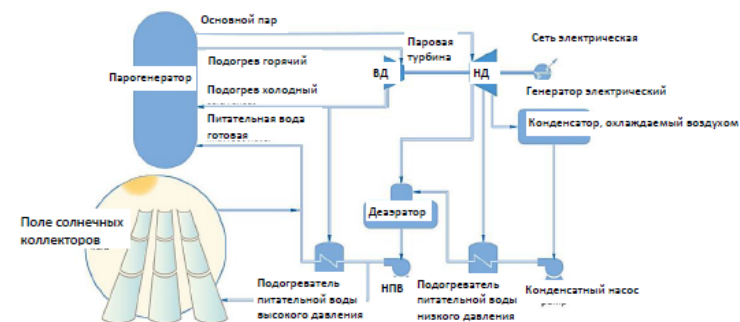 Основной пар
Паровая
турбина
Сеть электрическая
Подогрев горячий
Парогенератор
ВД
НД
Подогрев холодный
Генератор электрический
Питательная вода
готовая
Конденсатор, охлаждаемый воздухом
Поле солнечных
коллекторов
Деаэратор
Подогреватель
питательной воды
высокого давления
НПВ
Подогреватель
питательной воды
низкого давления
Конденсатный насос